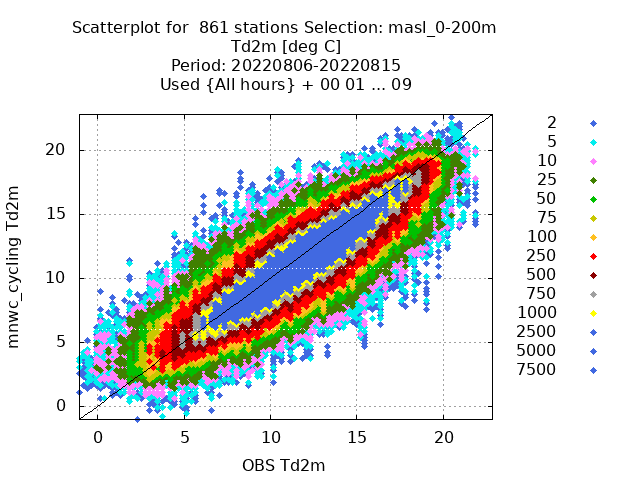 Scatterplot for  861 stations Selection: masl_0-200m
Td2m [deg C]
Period: 20220806-20220815
Used {All hours} + 00 01 ... 09
mnwc_cycling Td2m
20
15
10
5
0
0 5 10 15 20
OBS Td2m
2
5
10
25
50
75
100
250
500
750
1000
2500
5000
7500